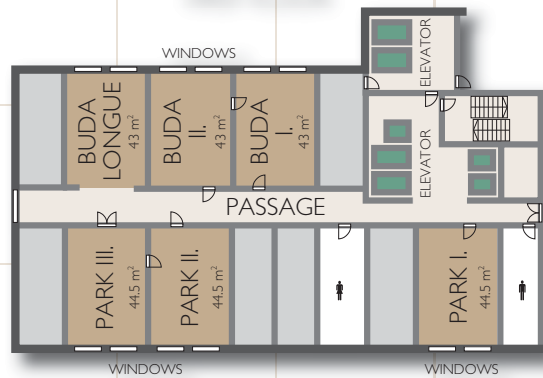 WINDOWS
ELEVATOR
BUDA
LONGUE
43 m²
BUDA
II.
43 m²
BUDA
I.
43 m²
ELEVATOR
PASSAGE
PARK III.
44.5 m²
PARK II.
44.5 m²
PARK I.
44.5 m²
WINDOWS
WINDOWS